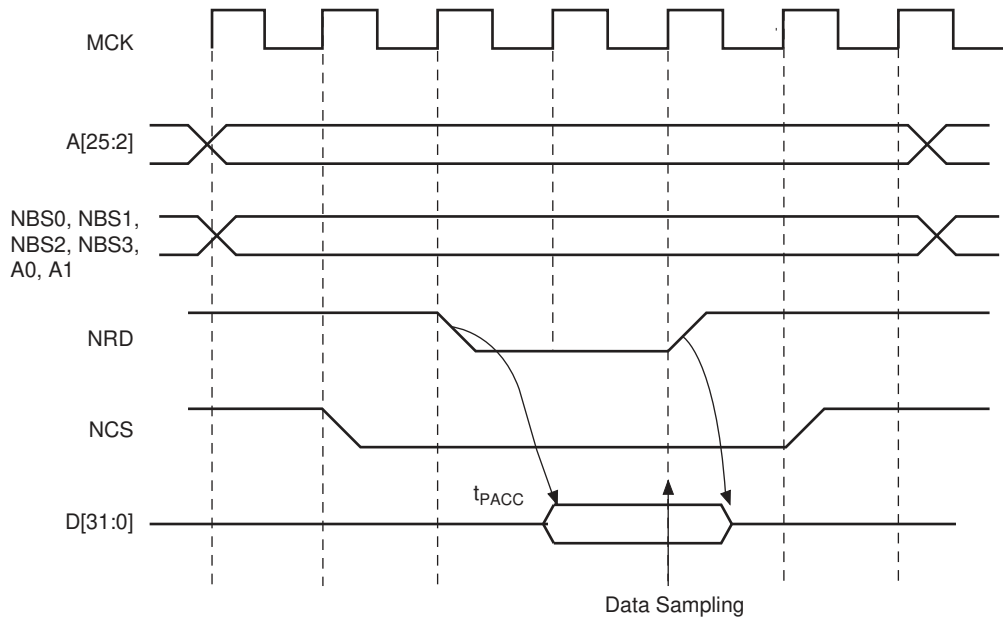 MCK
A[25:2]
NBS0, NBS1,
NBS2, NBS3,
A0, A1
NRD
NCS
tPACC
D[31:0]
Data Sampling